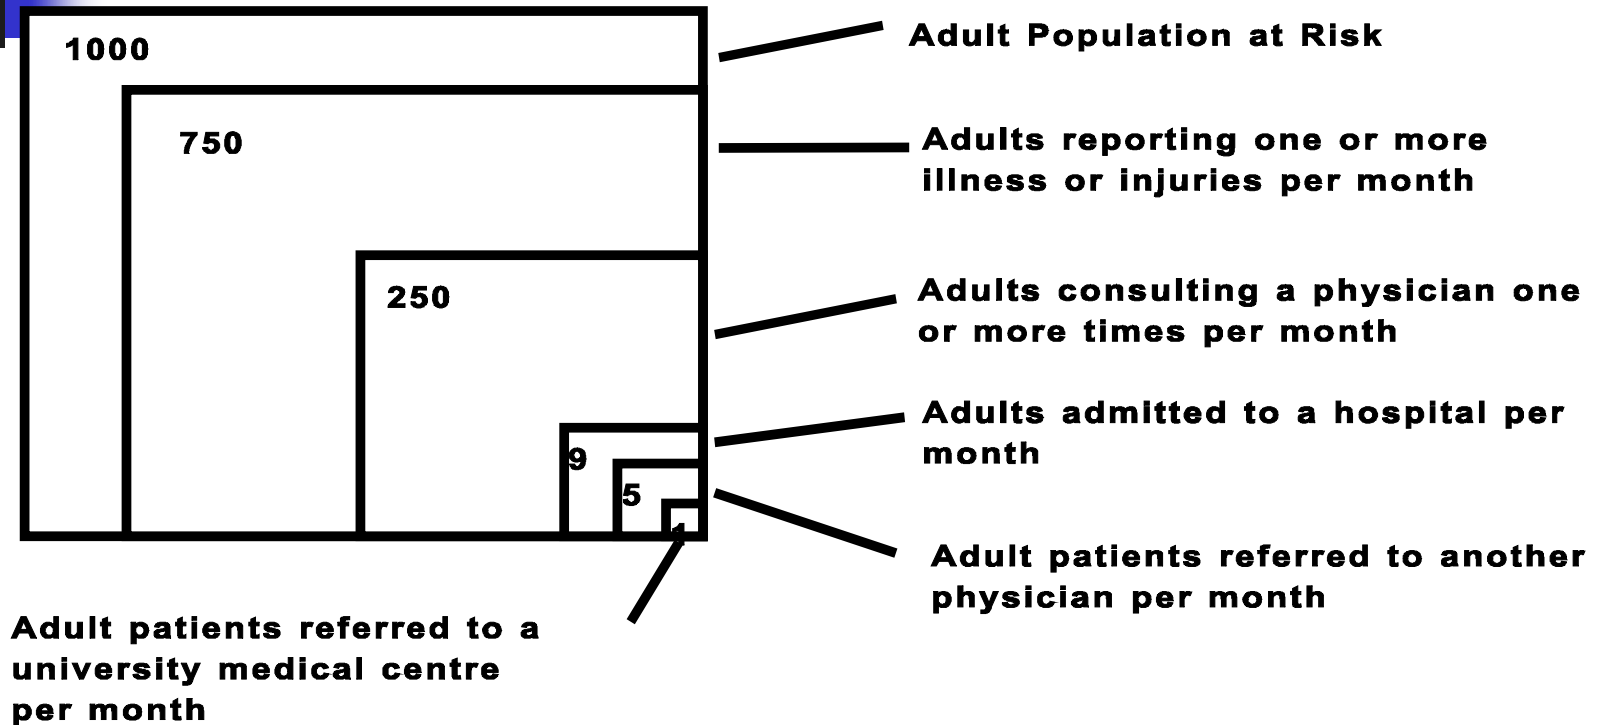 1000
Adult Population at Risk
750
Adults reporting one or more
illness or injuries per month
250
Adults consulting a physician one
or more times per month
Adults admitted to a hospital per
month
9
5
1
Adult patients referred to another
physician per month
Adult patients referred to a
university medical centre
per month